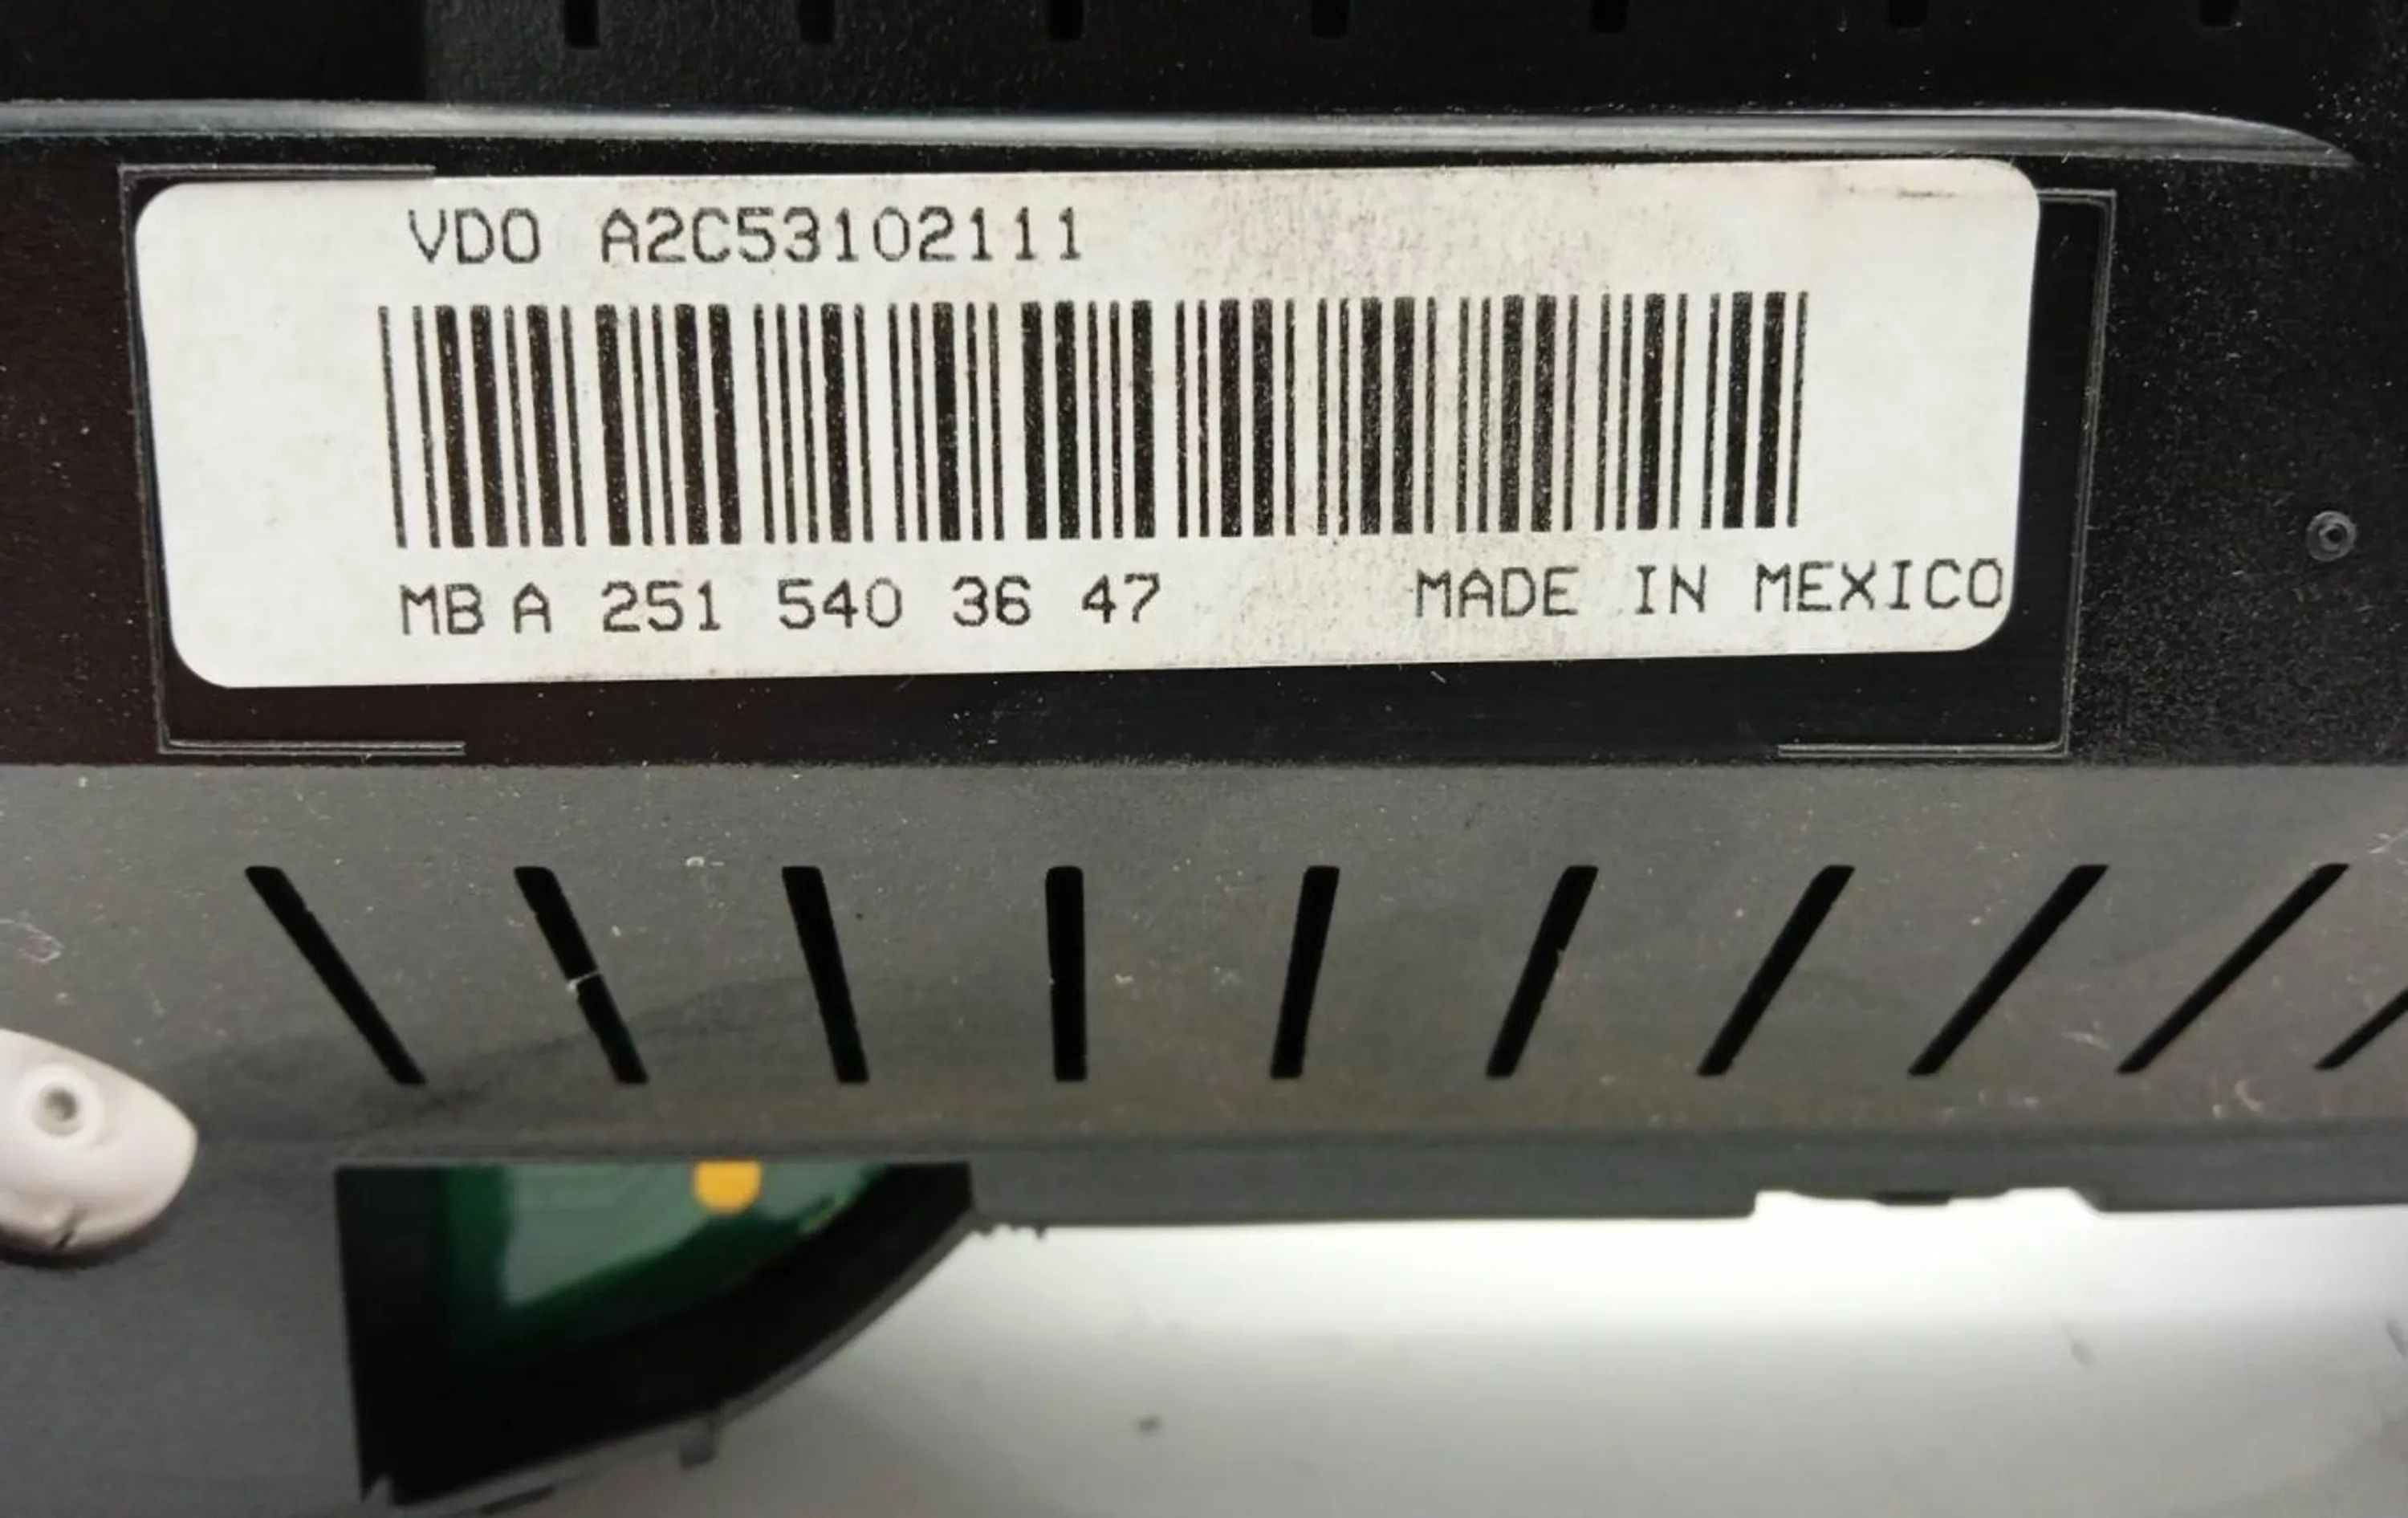 VDO A2C53102111
MB A 251 540 36 47 MADE IN MEXICO